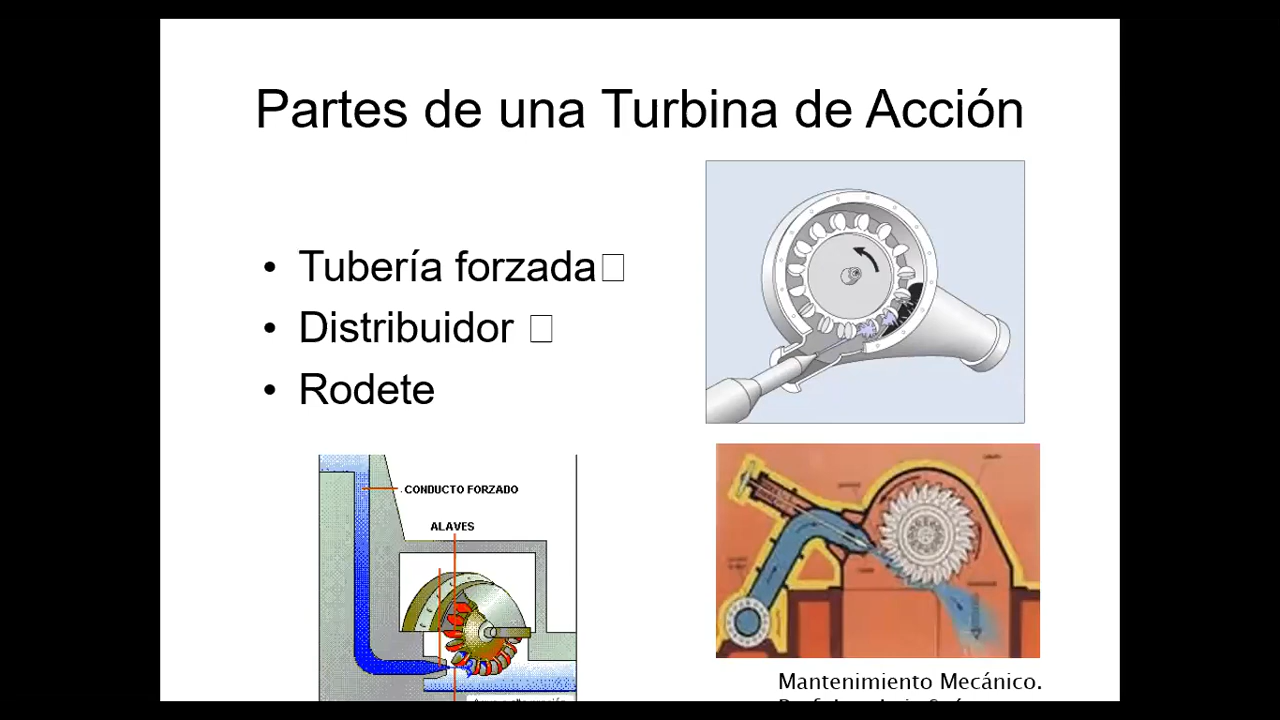 Partes de una Turbina de Acción
• Tubería forzada
• Distribuidor
• Rodete
CONDUCTO FORZADO
ALAVES
Mantenimiento Mecánico.